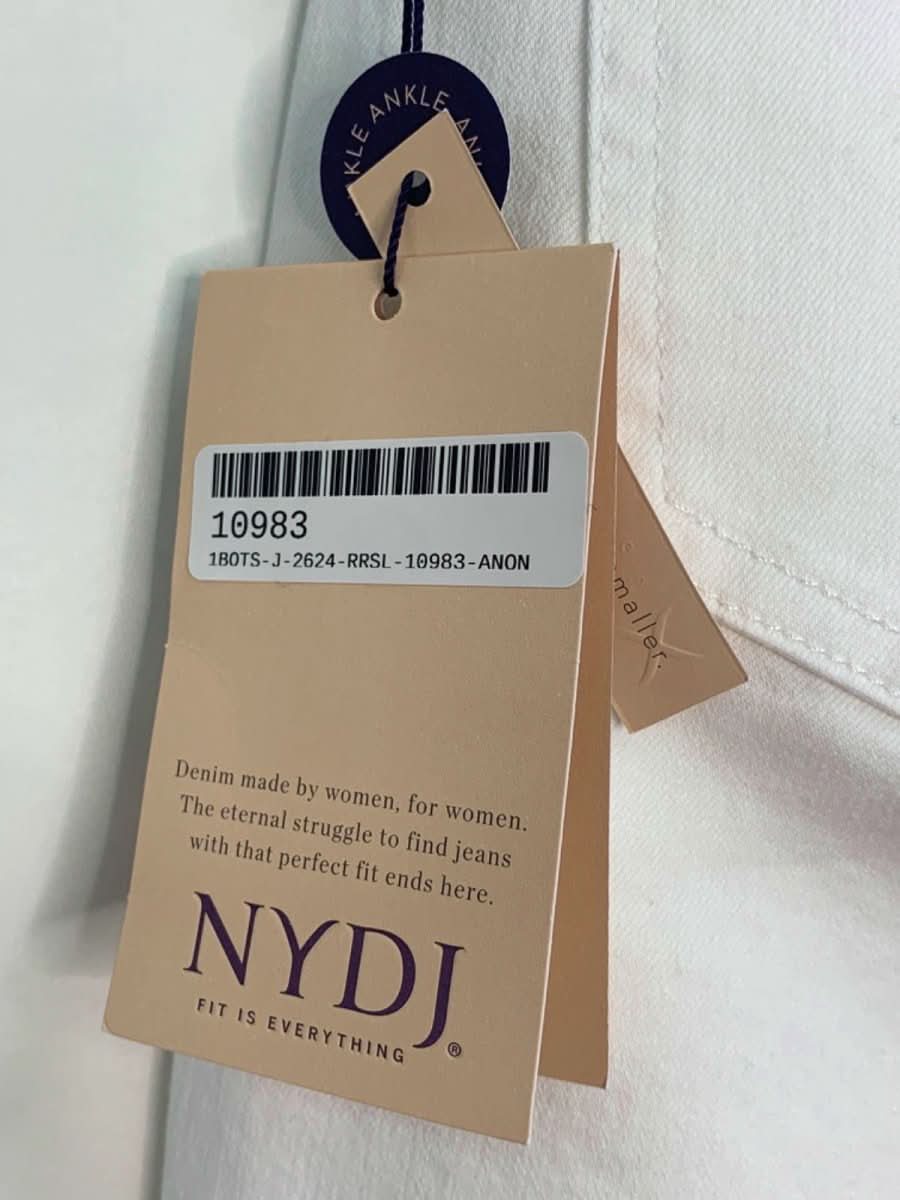 ANKLE ANKLE
10983
1BOTS-J-2624-RRSL-10983-ANON
Denim made by women, for women.
The eternal struggle to find jeans
with that perfect fit ends here.
NYDJ®
FIT IS EVERYTHING